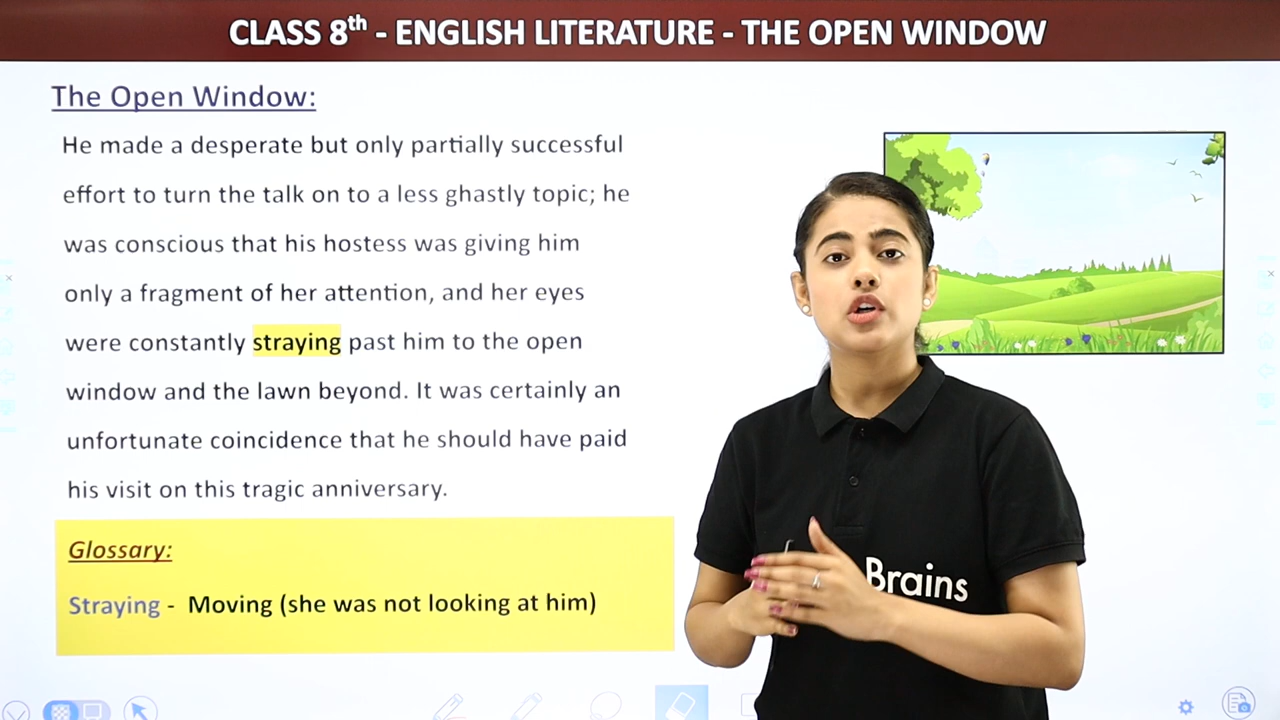 CLASS 8th - ENGLISH LITERATURE - THE OPEN WINDOW
The Open Window:
He made a desperate but only partially successful
effort to turn the talk on to a less ghastly topic; he
was conscious that his hostess was giving him
only a fragment of her attention, and her eyes
were constantly straying past him to the open
window and the lawn beyond. It was certainly an
unfortunate coincidence that he should have paid
his visit on this tragic anniversary.
Glossary:
Straying - Moving (she was not looking at him)
Brains